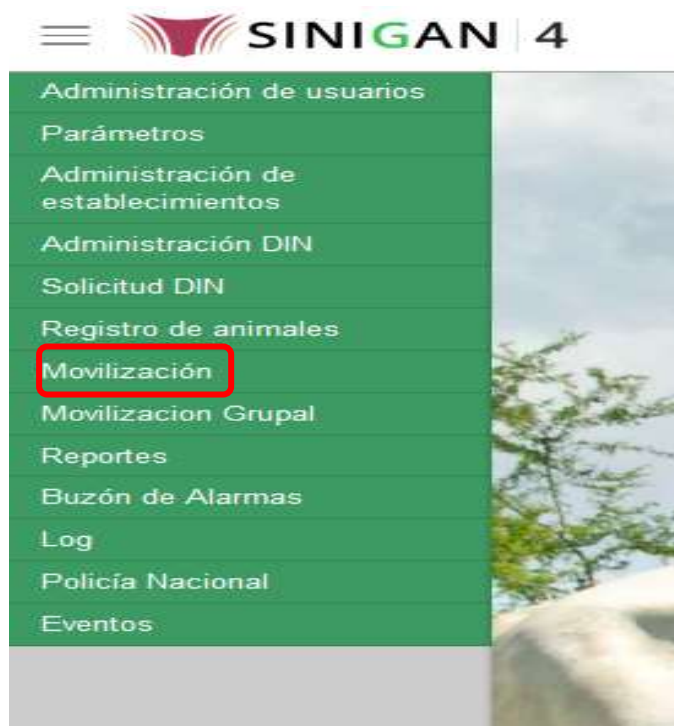 SINIGAN 4
Administración de usuarios
Parámetros
Administración de
establecimientos
Administración DIN
Solicitud DIN
Registro de animales
Movilización
Movilizacion Grupal
Reportes
Buzón de Alarmas
Log
Policía Nacional
Eventos